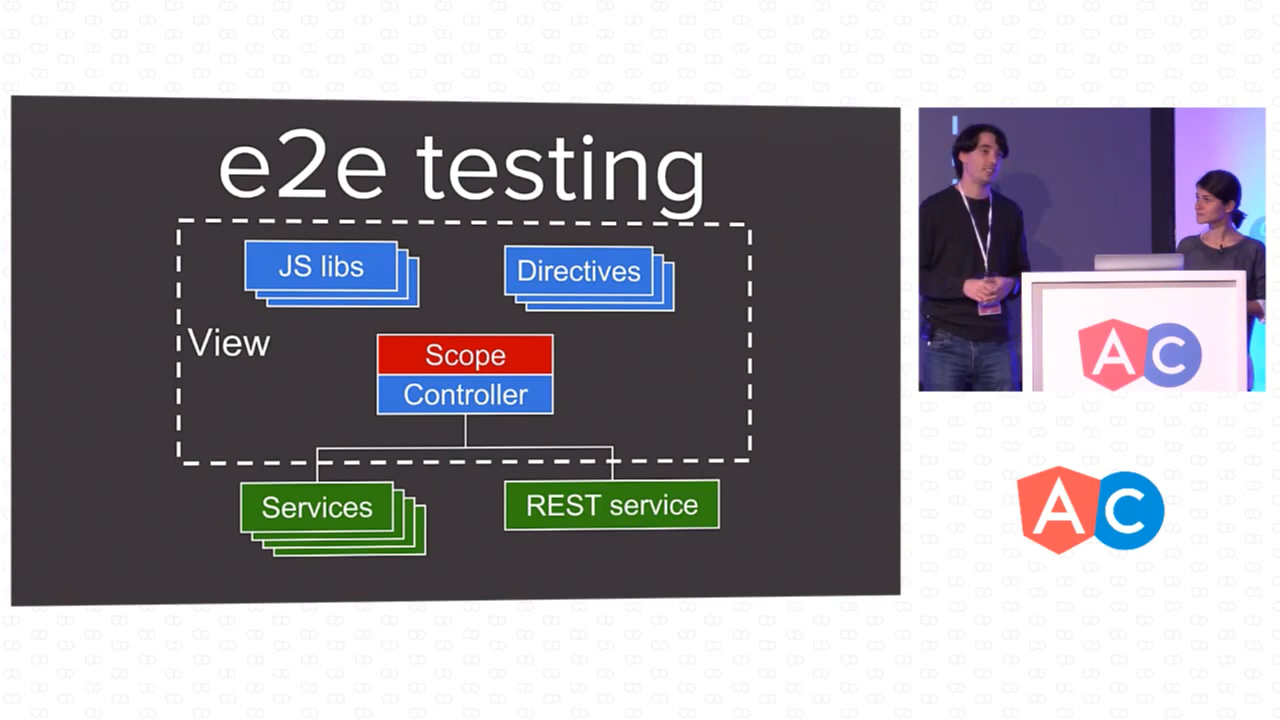 e2e testing
JS libs
Directives
View
Scope
Controller
Services
REST service
AC
AC